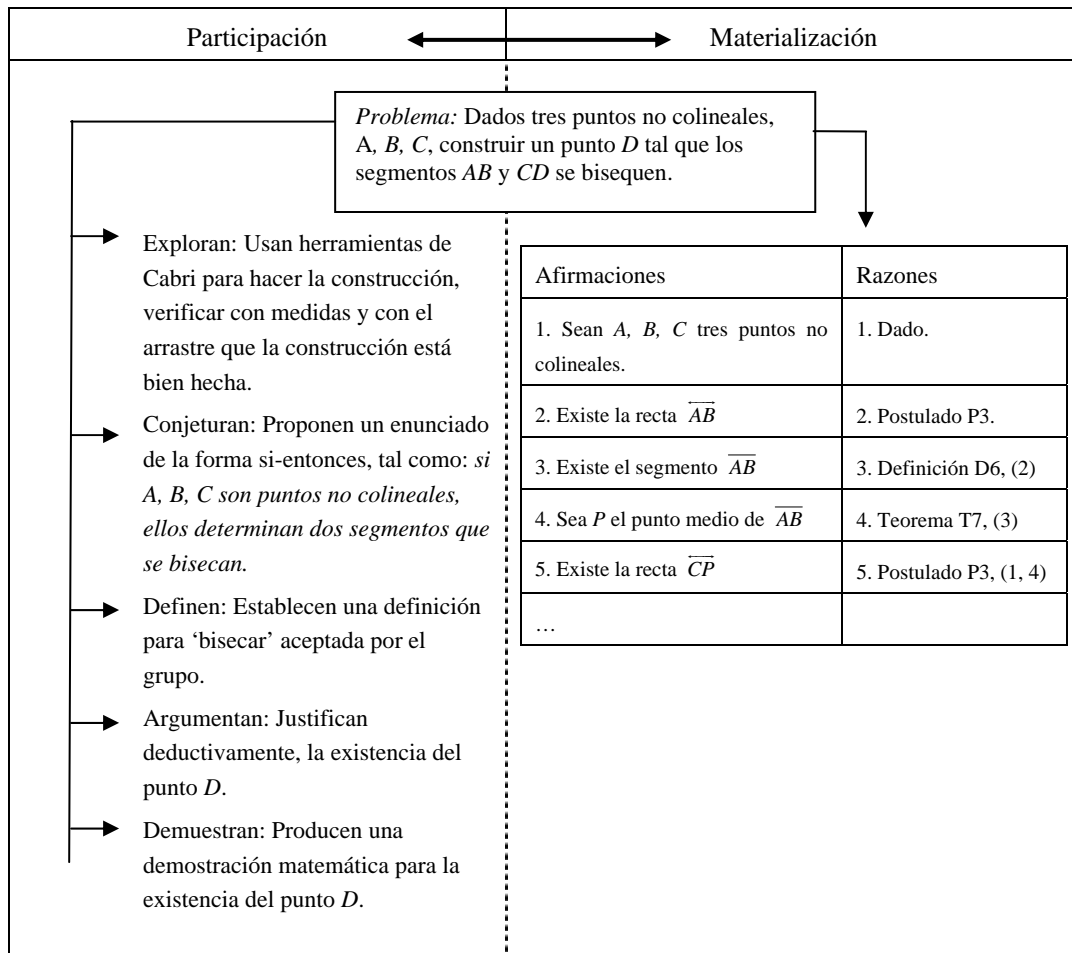 Participación
Materialización
Problema: Dados tres puntos no colineales,
A, B, C, construir un punto D tal que los
segmentos AB y CD se bisequen.
Exploran: Usan herramientas de
Cabri para hacer la construcción,
verificar con medidas y con el
arrastre que la construcción está
bien hecha.
Conjeturan: Proponen un enunciado
de la forma si-entonces, tal como: si
A, B, C son puntos no colineales,
ellos determinan dos segmentos que
se bisecan.
Definen: Establecen una definición
para ‘bisecar’ aceptada por el
grupo.
Argumentan: Justifican
deductivamente, la existencia del
punto D.
Demuestran: Producen una
demostración matemática para la
existencia del punto D.
Afirmaciones
Razones
1. Sean A, B, C tres puntos no
colineales.
1. Dado.
2. Existe la recta AB
2. Postulado P3.
3. Existe el segmento AB
3. Definición D6, (2)
4. Sea P el punto medio de AB
4. Teorema T7, (3)
5. Existe la recta CP
5. Postulado P3, (1, 4)
…